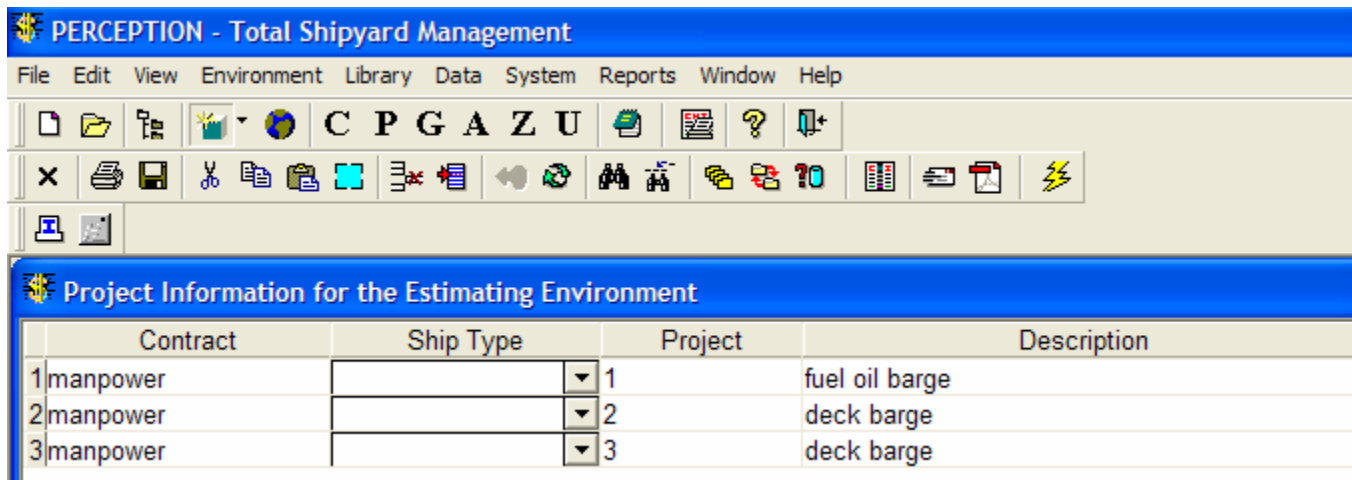 PERCEPTION - Total Shipyard Management
File Edit View Environment Library Data System Reports Window Help
C P G A Z U
Project Information for the Estimating Environment
Contract Ship Type Project Description
1 manpower 1 fuel oil barge
2 manpower 2 deck barge
3 manpower 3 deck barge